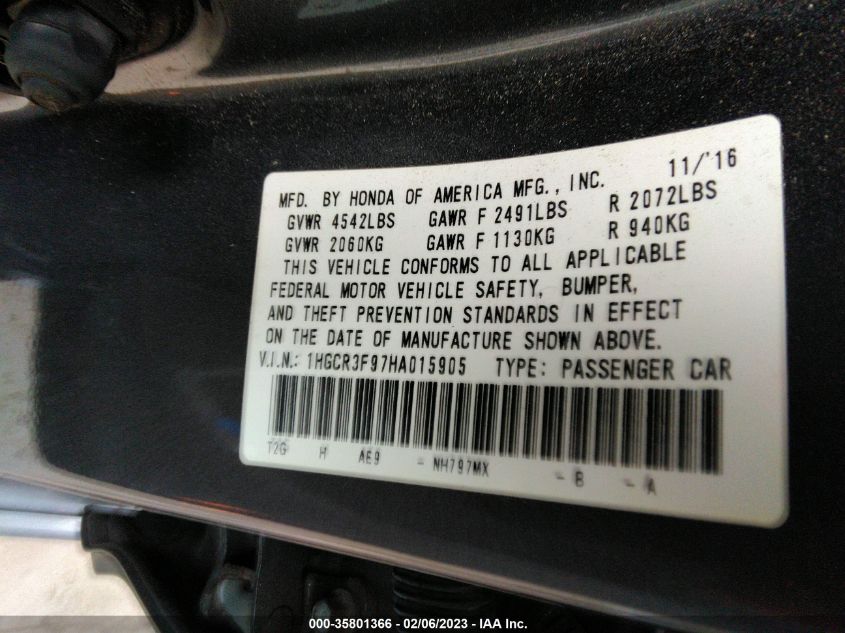 MFD. BY HONDA OF AMERICA MFG., INC. 11/'16
GVWR 4542LBS GAWR F 2491LBS R 2072LBS
GVWR 2060KG GAWR F 1130KG R 940KG
THIS VEHICLE CONFORMS TO ALL APPLICABLE
FEDERAL MOTOR VEHICLE SAFETY, BUMPER,
AND THEFT PREVENTION STANDARDS IN EFFECT
ON THE DATE OF MANUFACTURE SHOWN ABOVE.
V.I.N.: 1HGCR3F97HA015905 TYPE: PASSENGER CAR
T2G H AE9 - NH797MX - B - A
000-35801366 - 02/06/2023 - IAA Inc.